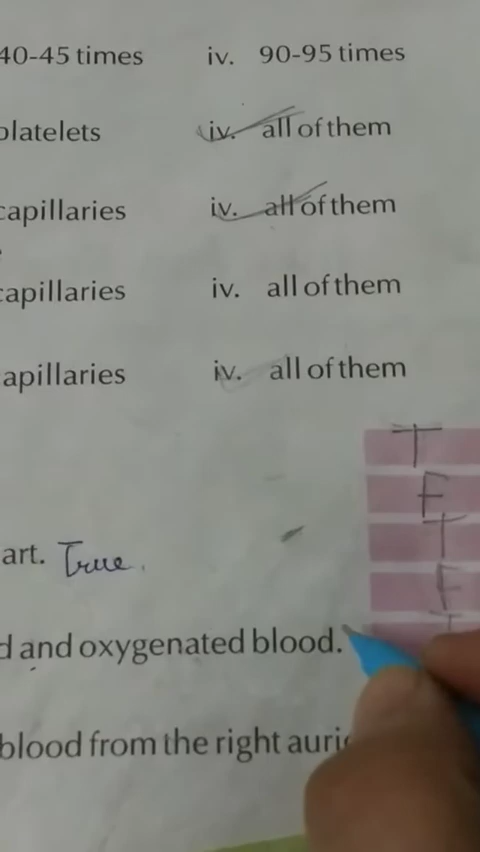 40-45 times iv. 90-95 times
platelets iv. all of them
capillaries iv. all of them
capillaries iv. all of them
apillaries iv. all of them
T
F
T
F
T
art. True.
d and oxygenated blood.
blood from the right auri